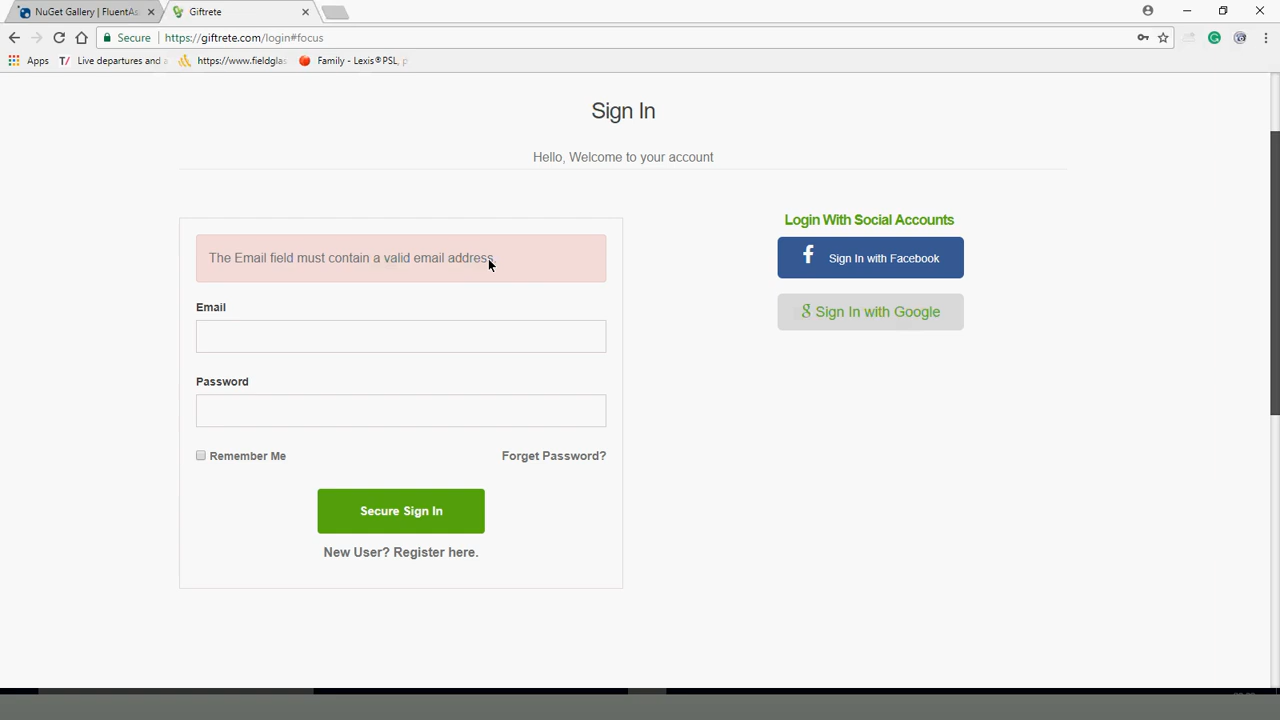 NuGet Gallery | FluentAs
Giftrete
Secure
https://giftrete.com/login#focus
Apps
Live departures and
https://www.fieldglas
Family - Lexis®PSL, p
Sign In
Hello, Welcome to your account
The Email field must contain a valid email address.
Email
Password
Remember Me
Forget Password?
Secure Sign In
New User? Register here.
Login With Social Accounts
Sign In with Facebook
Sign In with Google